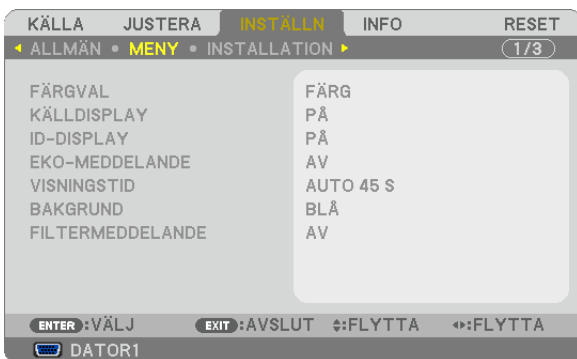 KÄLLA JUSTERA INSTÄLLN INFO RESET
ALLMÄN • MENY • INSTALLATION (1/3)
FÄRGVAL FÄRG
KÄLLDISPLAY PÅ
ID-DISPLAY PÅ
EKO-MEDDELANDE AV
VISNINGSTID AUTO 45 S
BAKGRUND BLÅ
FILTERMEDDELANDE AV
ENTER :VÄLJ EXIT :AVSLUT :FLYTTA :FLYTTA
DATOR1